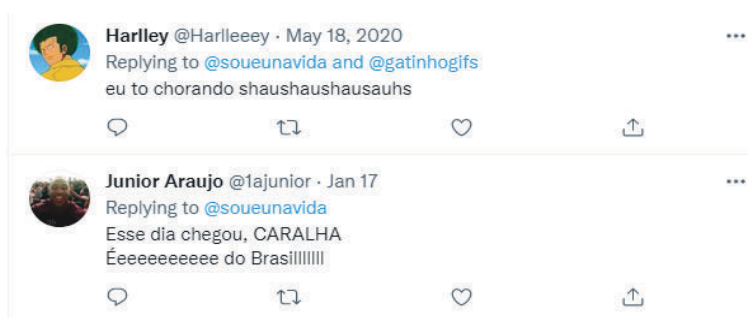 Harlley @Harlleeey · May 18, 2020
Replying to @soueunavida and @gatinhogifs
eu to chorando shaushaushausauhs
Junior Araujo @1ajunior · Jan 17
Replying to @soueunavida
Esse dia chegou, CARALHA
Éeeeeeeeeee do Brasillllllll